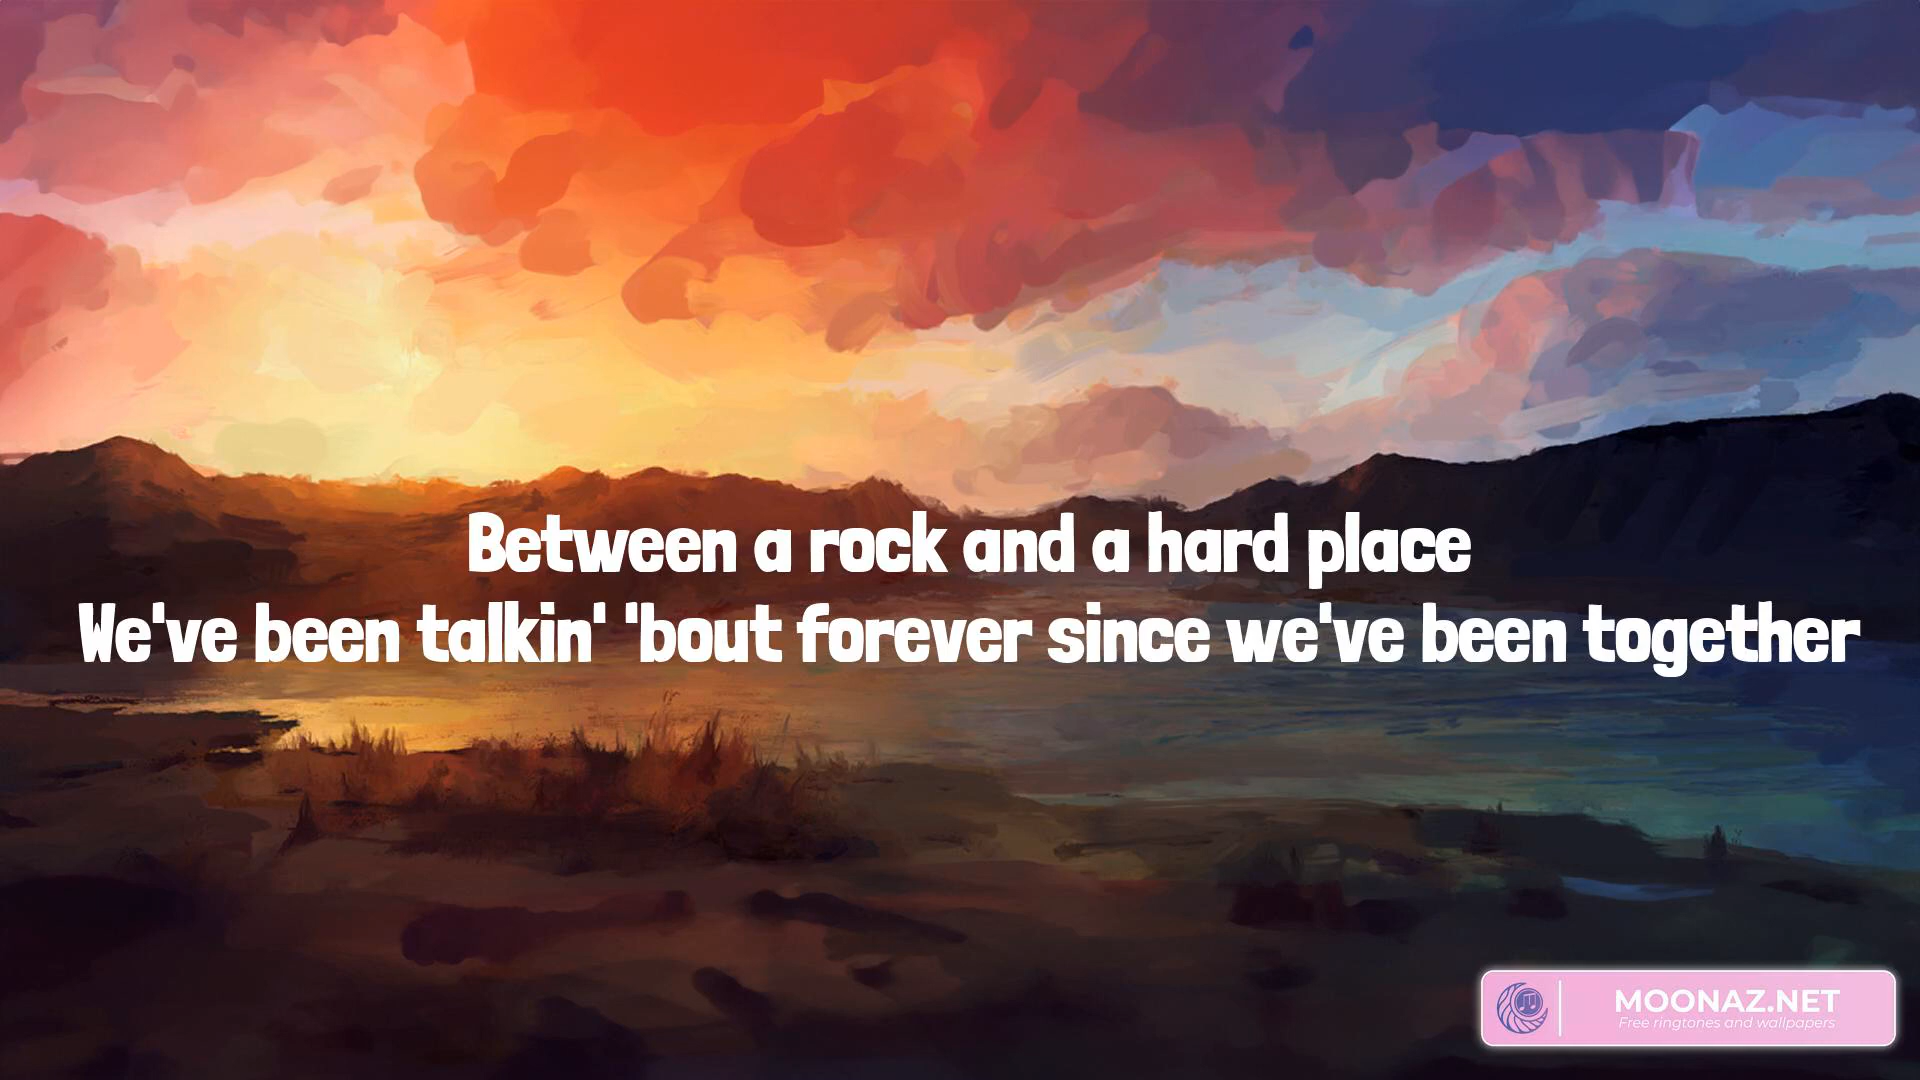 Between a rock and a hard place
We've been talkin' 'bout forever since we've been together
MOONAZ.NET
Free ringtones and wallpapers